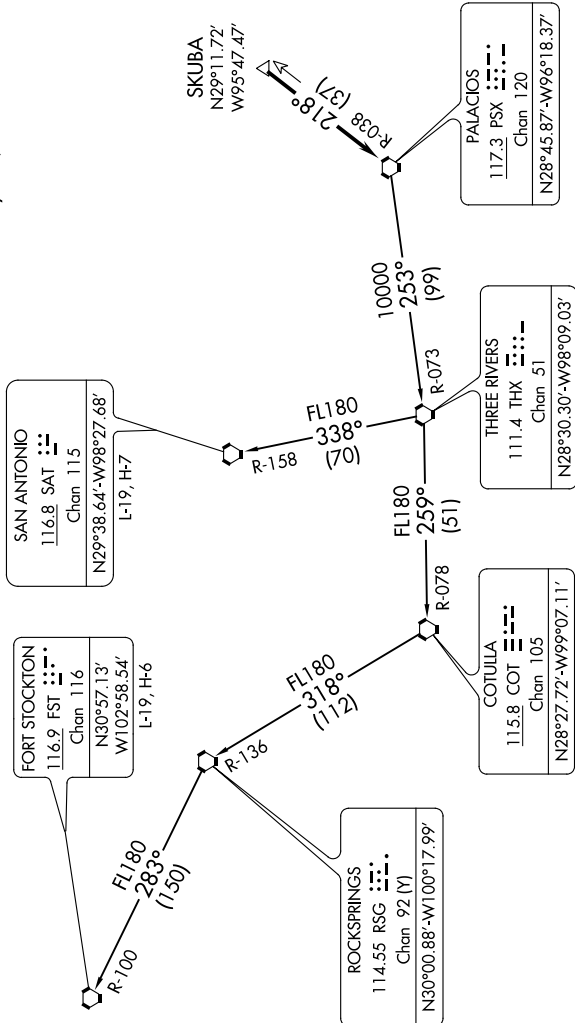 SKUBA
N29°11.72'
W95°47.47'
218°
(37)
R-038
PALACIOS
117.3 PSX
Chan 120
N28°45.87'-W96°18.37'
10000
253°
(99)
R-073
THREE RIVERS
111.4 THX
Chan 51
N28°30.30'-W98°09.03'
FL180
338°
(70)
R-158
SAN ANTONIO
116.8 SAT
Chan 115
N29°38.64'-W98°27.68'
L-19, H-7
FL180
259°
(51)
R-078
COTULLA
115.8 COT
Chan 105
N28°27.72'-W99°07.11'
FL180
318°
(112)
R-136
ROCKSPRINGS
114.55 RSG
Chan 92 (Y)
N30°00.88'-W100°17.99'
FL180
283°
(150)
R-100
FORT STOCKTON
116.9 FST
Chan 116
N30°57.13'
W102°58.54'
L-19, H-6